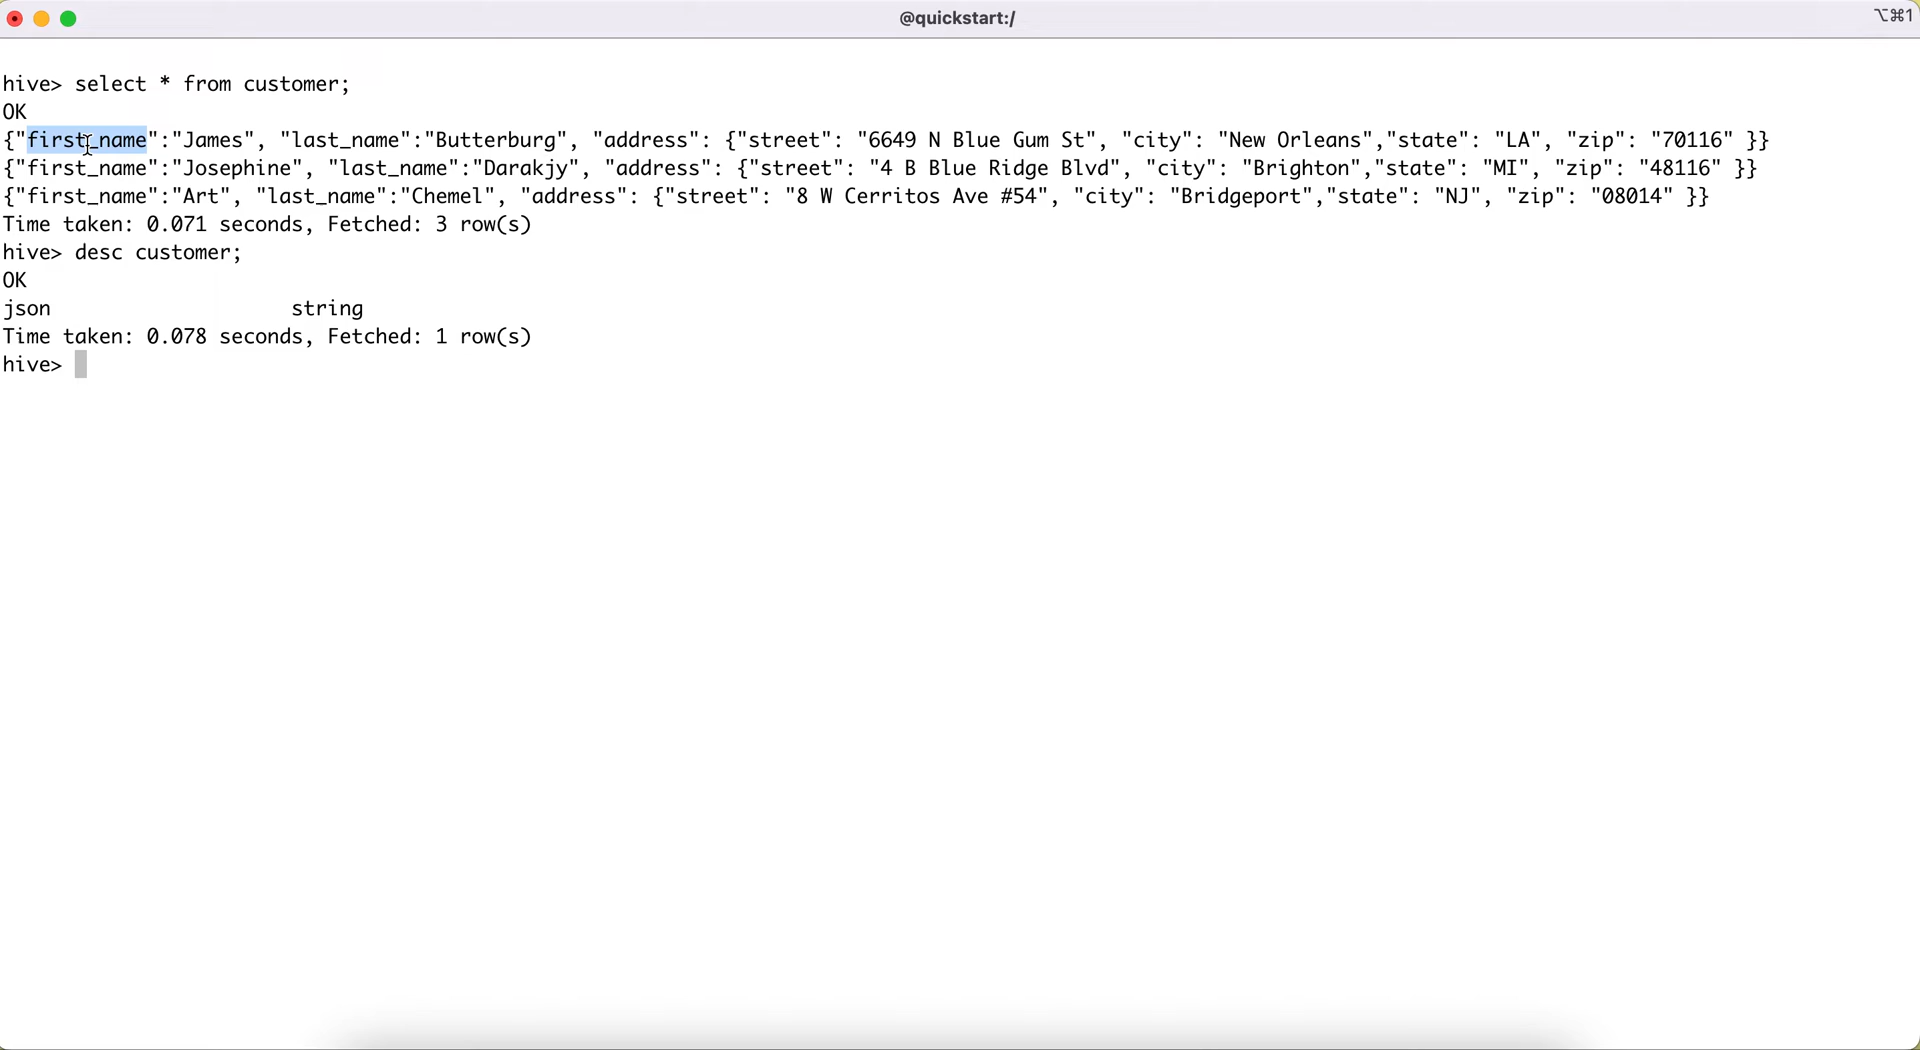 @quickstart:/
⌥⌘1
hive> select * from customer;
OK
{"first_name":"James", "last_name":"Butterburg", "address": {"street": "6649 N Blue Gum St", "city": "New Orleans","state": "LA", "zip": "70116" }}
{"first_name":"Josephine", "last_name":"Darakjy", "address": {"street": "4 B Blue Ridge Blvd", "city": "Brighton","state": "MI", "zip": "48116" }}
{"first_name":"Art", "last_name":"Chemel", "address": {"street": "8 W Cerritos Ave #54", "city": "Bridgeport","state": "NJ", "zip": "08014" }}
Time taken: 0.071 seconds, Fetched: 3 row(s)
hive> desc customer;
OK
json string
Time taken: 0.078 seconds, Fetched: 1 row(s)
hive>